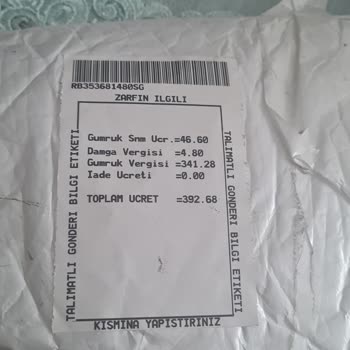 RB353681480SG
ZARFIN ILGILI
TALIMATLI GONDERI BILGI ETIKETI
Gumruk Snm Ucr.=46.60
Damga Vergisi =4.80
Gumruk Vergisi =341.28
Iade Ucreti =0.00
TOPLAM UCRET =392.68
TALIMATLI GONDERI BILGI ETIKETI
KISMINA YAPISTIRINIZ